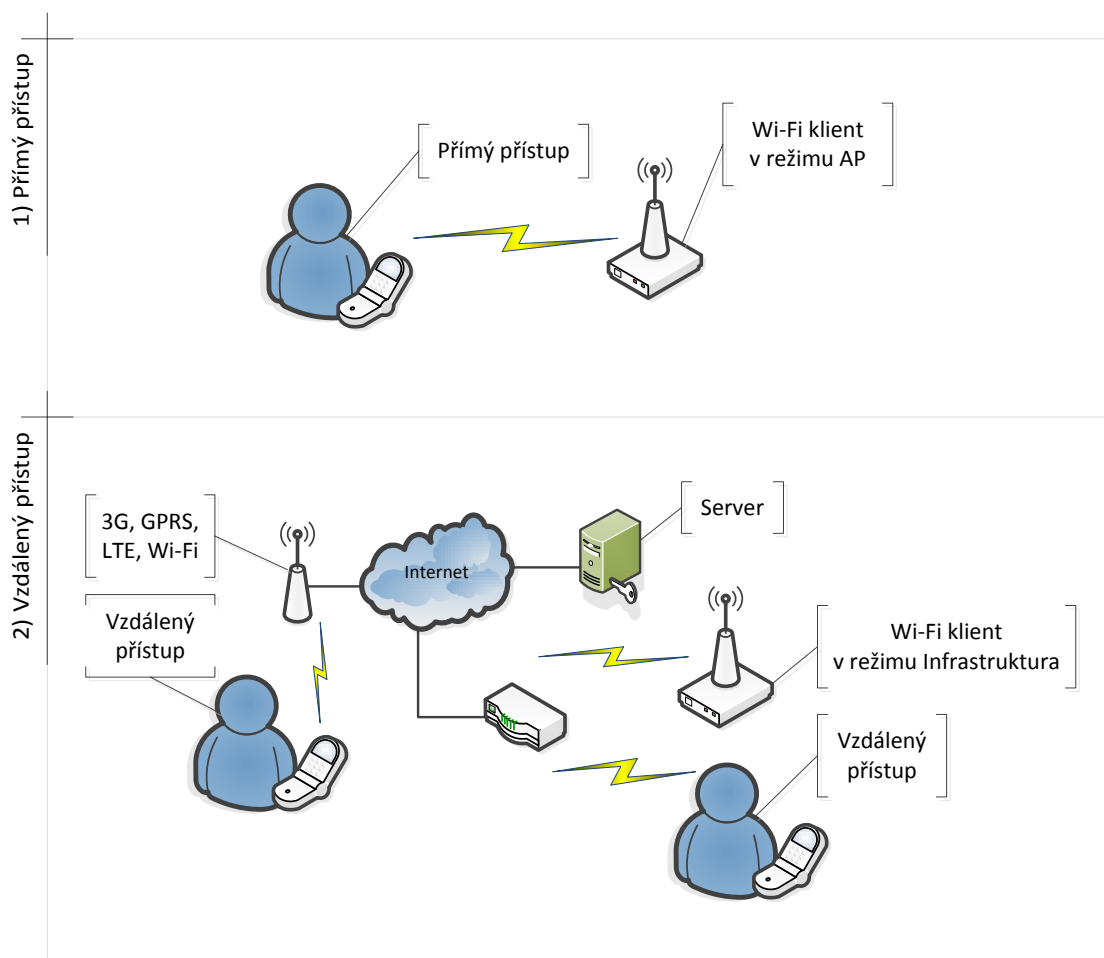 1) Přímý přístup
Přímý přístup
Wi-Fi klient
v režimu AP
2) Vzdálený přístup
3G, GPRS,
LTE, Wi-Fi
Internet
Server
Vzdálený
přístup
Wi-Fi klient
v režimu Infrastruktura
Vzdálený
přístup